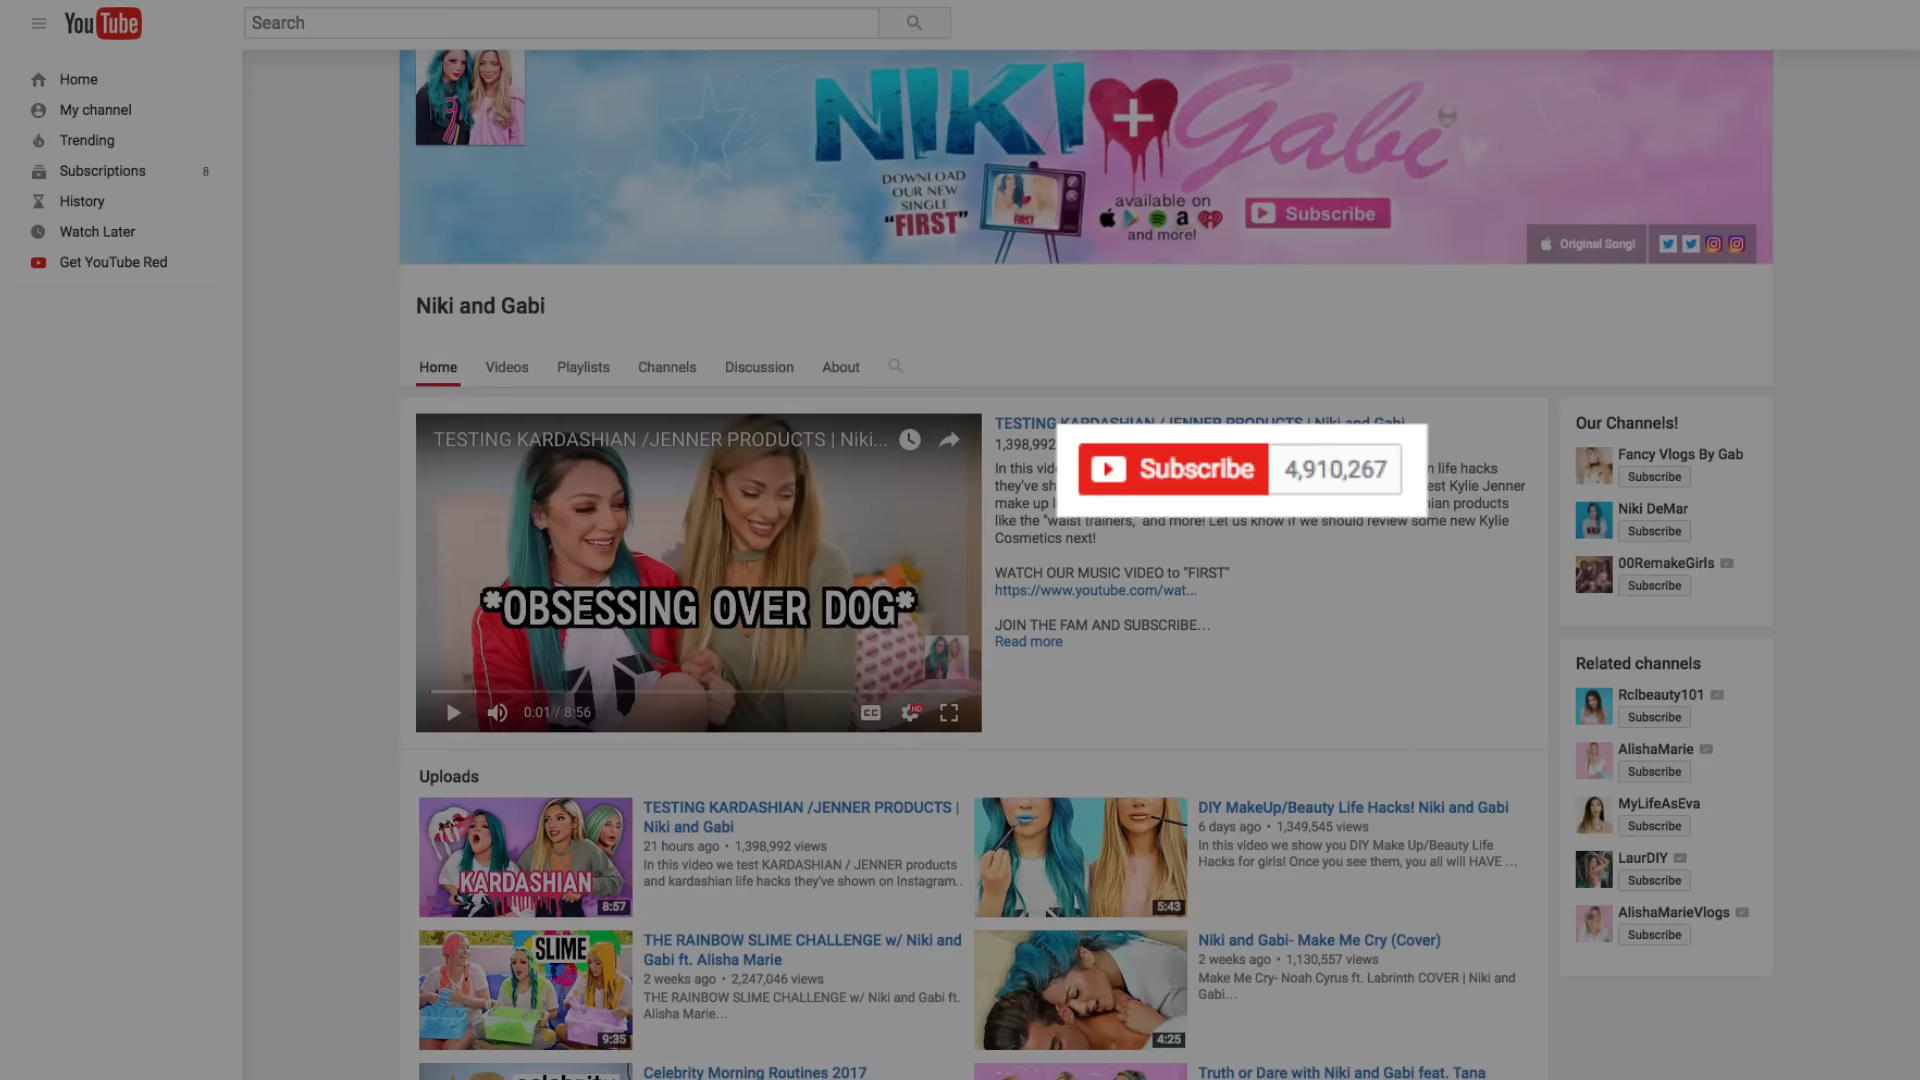 YouTube
Search
Home
My channel
Trending
Subscriptions 8
History
Watch Later
Get YouTube Red
NIKI + Gabi
DOWNLOAD
OUR NEW
SINGLE
"FIRST"
FIRST
available on
and more!
Subscribe
Original Song!
Niki and Gabi
Home Videos Playlists Channels Discussion About
TESTING KARDASHIAN /JENNER PRODUCTS | Niki...
*OBSESSING OVER DOG*
0:01 / 8:56
CC
HD
TESTING KARDASHIAN /JENNER PRODUCTS | Niki and Gabi
1,398,992
Subscribe 4,910,267
In this vid n life hacks
they've sh est Kylie Jenner
make up i ian products
like the "waist trainers," and more! Let us know if we should review some new Kylie
Cosmetics next!
WATCH OUR MUSIC VIDEO to "FIRST"
https://www.youtube.com/wat...
JOIN THE FAM AND SUBSCRIBE...
Read more
Our Channels!
Fancy Vlogs By Gab
Subscribe
Niki DeMar
Subscribe
00RemakeGirls
Subscribe
Related channels
Rclbeauty101
Subscribe
AlishaMarie
Subscribe
MyLifeAsEva
Subscribe
LaurDIY
Subscribe
AlishaMarieVlogs
Subscribe
Uploads
KARDASHIAN
8:57
TESTING KARDASHIAN /JENNER PRODUCTS |
Niki and Gabi
21 hours ago • 1,398,992 views
In this video we test KARDASHIAN / JENNER products
and kardashian life hacks they've shown on Instagram..
5:43
DIY MakeUp/Beauty Life Hacks! Niki and Gabi
6 days ago • 1,349,545 views
In this video we show you DIY Make Up/Beauty Life
Hacks for girls! Once you see them, you all will HAVE ...
SLIME
9:35
THE RAINBOW SLIME CHALLENGE w/ Niki and
Gabi ft. Alisha Marie
2 weeks ago • 2,247,046 views
THE RAINBOW SLIME CHALLENGE w/ Niki and Gabi ft.
Alisha Marie...
4:25
Niki and Gabi- Make Me Cry (Cover)
2 weeks ago • 1,130,557 views
Make Me Cry- Noah Cyrus ft. Labrinth COVER | Niki and
Gabi...
celebrity
Celebrity Morning Routines 2017
Truth or Dare with Niki and Gabi feat. Tana